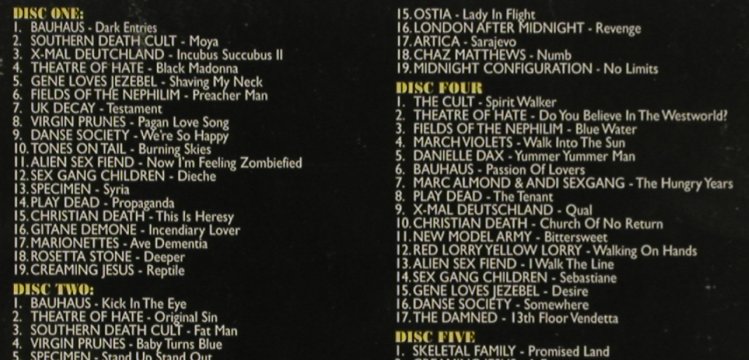 DISC ONE:
1. BAUHAUS - Dark Entries
2. SOUTHERN DEATH CULT - Moya
3. X-MAL DEUTCHLAND - Incubus Succubus II
4. THEATRE OF HATE - Black Madonna
5. GENE LOVES JEZEBEL - Shaving My Neck
6. FIELDS OF THE NEPHILIM - Preacher Man
7. UK DECAY - Testament
8. VIRGIN PRUNES - Pagan Love Song
9. DANSE SOCIETY - We're So Happy
10. TONES ON TAIL - Burning Skies
11. ALIEN SEX FIEND - Now I'm Feeling Zombiefied
12. SEX GANG CHILDREN - Dieche
13. SPECIMEN - Syria
14. PLAY DEAD - Propaganda
15. CHRISTIAN DEATH - This Is Heresy
16. GITANE DEMONE - Incendiary Lover
17. MARIONETTES - Ave Dementia
18. ROSETTA STONE - Deeper
19. CREAMING JESUS - Reptile
DISC TWO:
1. BAUHAUS - Kick In The Eye
2. THEATRE OF HATE - Original Sin
3. SOUTHERN DEATH CULT - Fat Man
4. VIRGIN PRUNES - Baby Turns Blue
5. SPECIMEN - Stand Up Stand Out
15. OSTIA - Lady In Flight
16. LONDON AFTER MIDNIGHT - Revenge
17. ARTICA - Sarajevo
18. CHAZ MATTHEWS - Numb
19. MIDNIGHT CONFIGURATION - No Limits
DISC FOUR
1. THE CULT - Spirit Walker
2. THEATRE OF HATE - Do You Believe In The Westworld?
3. FIELDS OF THE NEPHILIM - Blue Water
4. MARCH VIOLETS - Walk Into The Sun
5. DANIELLE DAX - Yummer Yummer Man
6. BAUHAUS - Passion Of Lovers
7. MARC ALMOND & ANDI SEXGANG - The Hungry Years
8. PLAY DEAD - The Tenant
9. X-MAL DEUTSCHLAND - Qual
10. CHRISTIAN DEATH - Church Of No Return
11. NEW MODEL ARMY - Bittersweet
12. RED LORRY YELLOW LORRY - Walking On Hands
13. ALIEN SEX FIEND - I Walk The Line
14. SEX GANG CHILDREN - Sebastiane
15. GENE LOVES JEZEBEL - Desire
16. DANSE SOCIETY - Somewhere
17. THE DAMNED - 13th Floor Vendetta
DISC FIVE
1. SKELETAL FAMILY - Promised Land